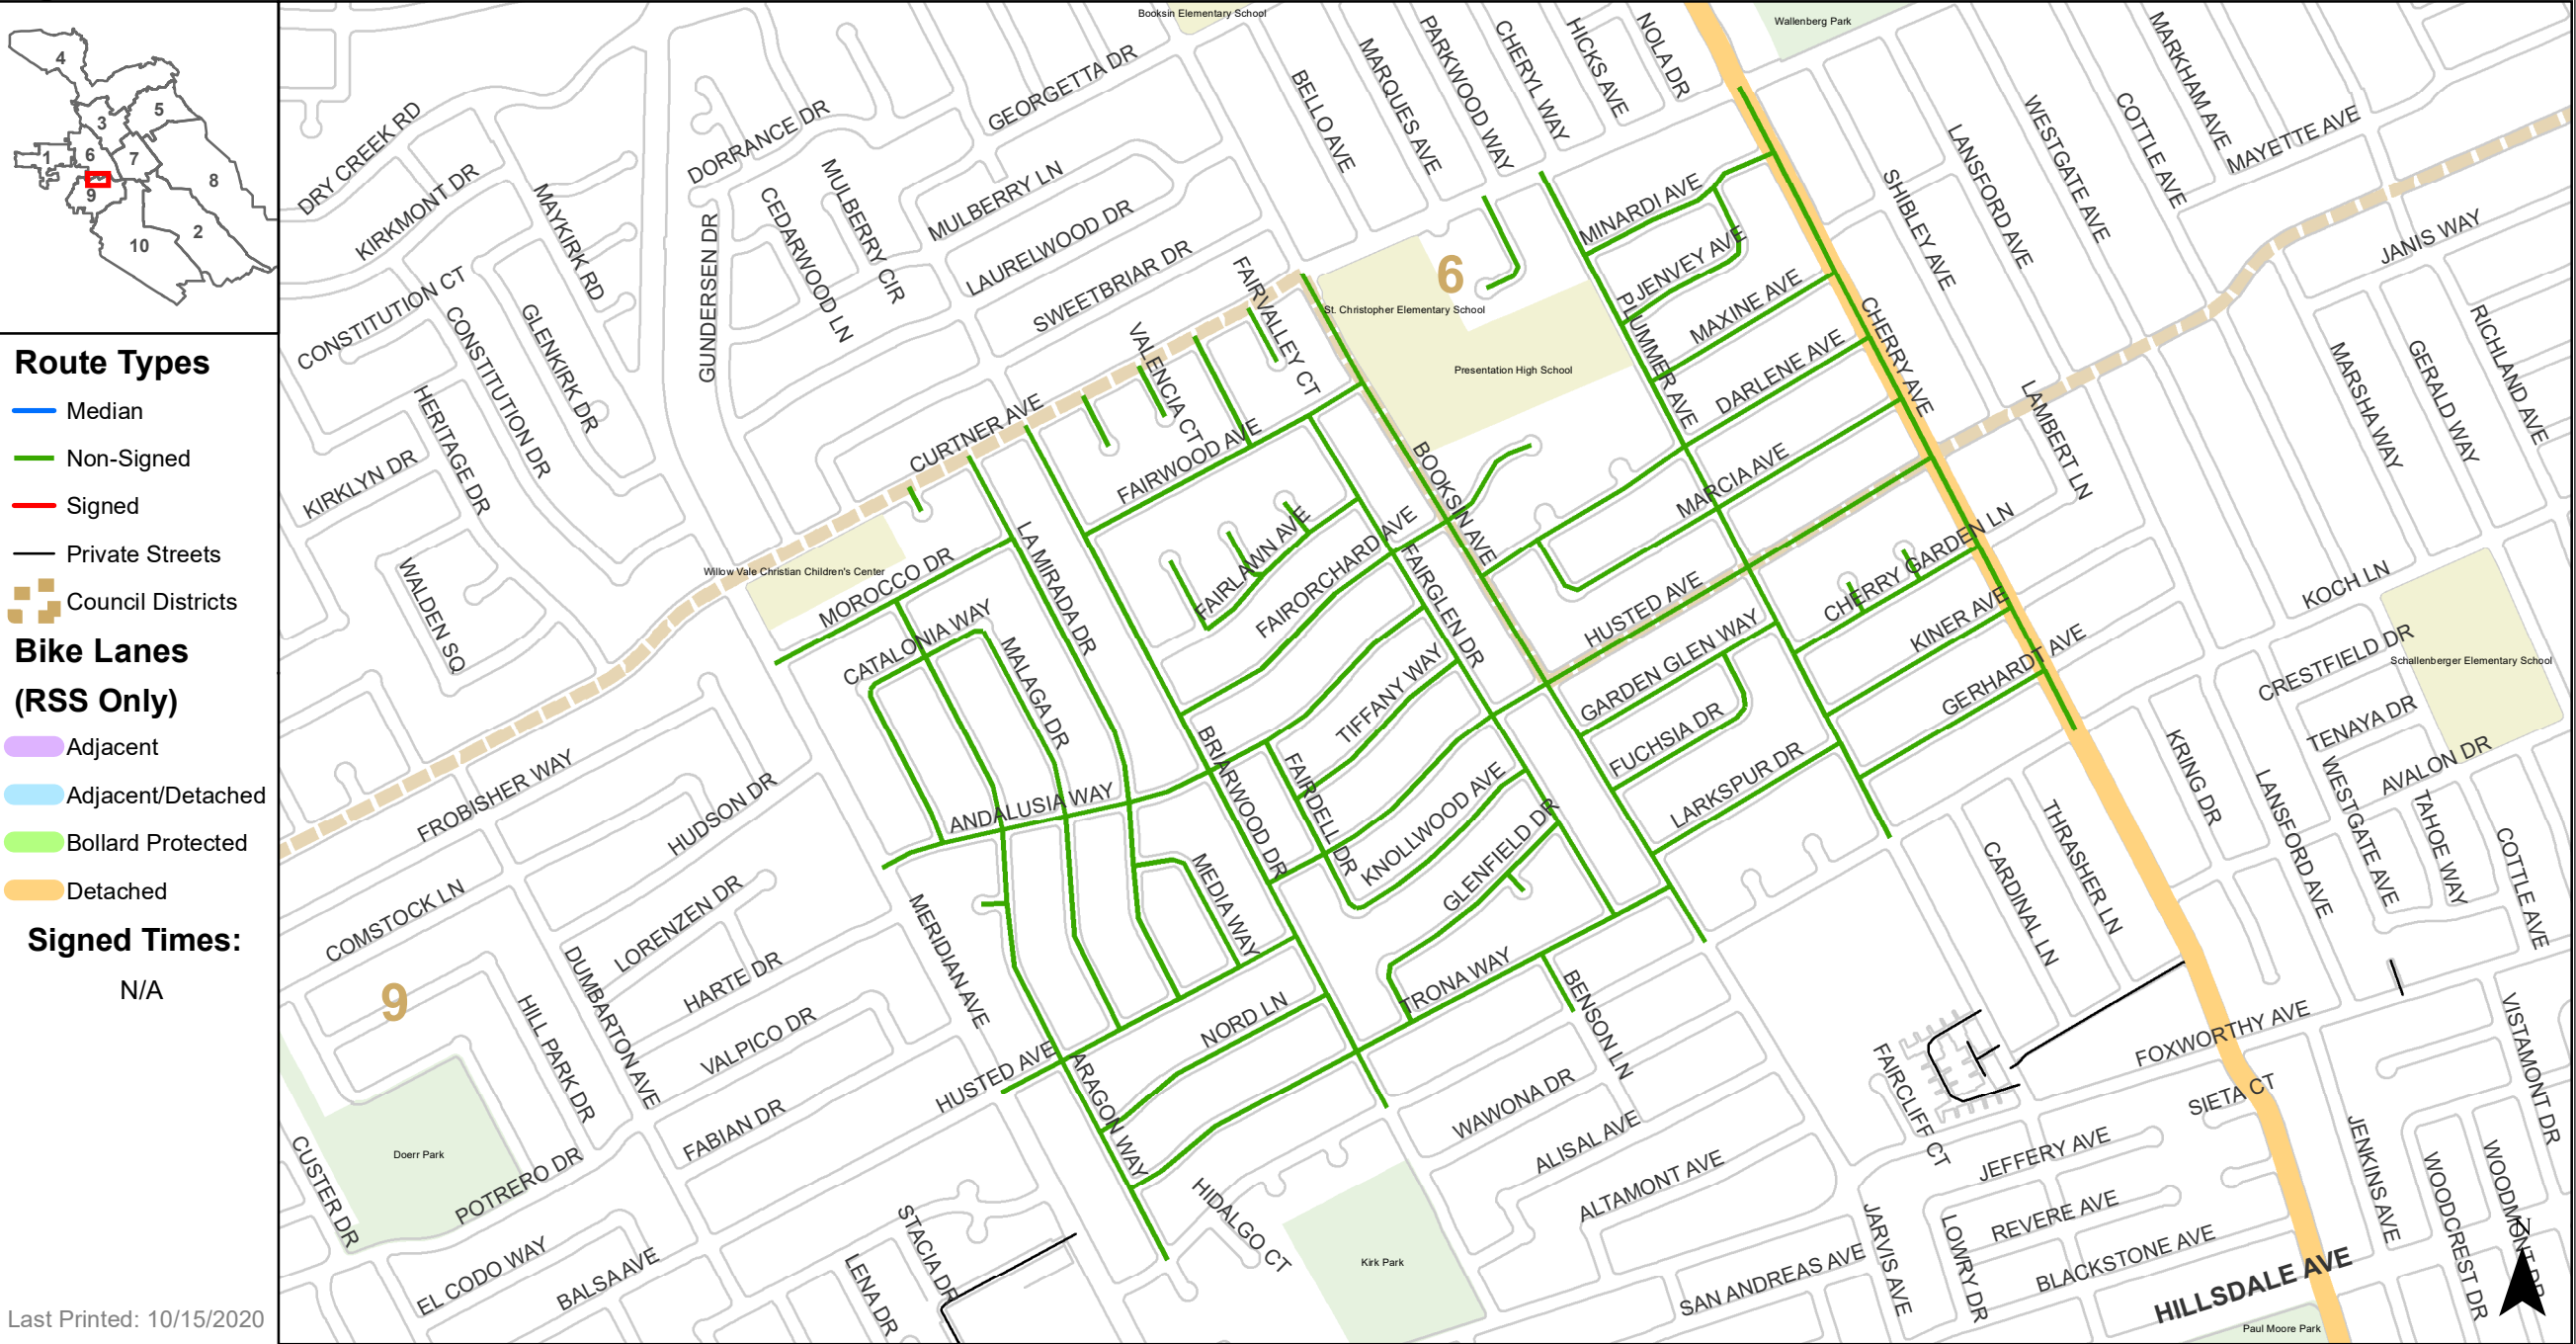 4
5
3
1
6
7
8
9
2
10
Route Types
Median
Non-Signed
Signed
Private Streets
Council Districts
Bike Lanes
(RSS Only)
Adjacent
Adjacent/Detached
Bollard Protected
Detached
Signed Times:
N/A
Last Printed: 10/15/2020
Booksin Elementary School
Wallenberg Park
GEORGETTA DR
BELLO AVE
MARQUES AVE
PARKWOOD WAY
CHERYL WAY
HICKS AVE
NOLA DR
MARKHAM AVE
COTTLE AVE
WESTGATE AVE
LANSFORD AVE
SHIBLEY AVE
MAYETTE AVE
JANIS WAY
DRY CREEK RD
KIRKMONT DR
MAYKIRK RD
DORRANCE DR
CEDARWOOD LN
MULBERRY CIR
MULBERRY LN
LAURELWOOD DR
SWEETBRIAR DR
GUNDERSEN DR
CONSTITUTION CT
CONSTITUTION DR
GLENKIRK DR
HERITAGE DR
KIRKLYN DR
WALDEN SQ
FAIRVALLEY CT
VALENCIA CT
CURTNER AVE
FAIRWOOD AVE
6
St. Christopher Elementary School
Presentation High School
MINARDI AVE
JENVEY AVE
PLUMMER AVE
MAXINE AVE
DARLENE AVE
CHERRY AVE
MARCIA AVE
BOOKSIN AVE
LAMBERT LN
MARSHA WAY
GERALD WAY
RICHLAND AVE
Willow Vale Christian Children's Center
MOROCCO DR
LA MIRADA DR
CATALONIA WAY
MALAGA DR
FAIRLAWN AVE
FAIRORCHARD AVE
FAIRGLEN DR
TIFFANY WAY
HUSTED AVE
GARDEN GLEN WAY
FUCHSIA DR
LARKSPUR DR
CHERRY GARDEN LN
KINER AVE
GERHARDT AVE
KOCH LN
CRESTFIELD DR
Schallenberger Elementary School
TENAYA DR
AVALON DR
KRING DR
LANSFORD AVE
WESTGATE AVE
TAHOE WAY
COTTLE AVE
FROBISHER WAY
HUDSON DR
ANDALUSIA WAY
BRIARWOOD DR
FAIRDELL DR
KNOLLWOOD AVE
GLENFIELD DR
MEDIA WAY
COMSTOCK LN
LORENZEN DR
HARTE DR
MERIDIAN AVE
DUMBARTON AVE
HILL PARK DR
VALPICO DR
FABIAN DR
HUSTED AVE
NORD LN
TRONA WAY
BENSON LN
ARAGON WAY
THRASHER LN
CARDINAL LN
9
Doerr Park
CUSTER DR
POTRERO DR
EL CODO WAY
BALSA AVE
STACIA DR
LENA DR
HIDALGO CT
Kirk Park
WAWONA DR
ALISAL AVE
ALTAMONT AVE
SAN ANDREAS AVE
FAIRCLIFF CT
FOXWORTHY AVE
SIETA CT
JEFFERY AVE
REVERE AVE
BLACKSTONE AVE
JARVIS AVE
LOWRY DR
HILLSDALE AVE
JENKINS AVE
WOODCREST DR
WOODMONT DR
VISTAMONT DR
Paul Moore Park
N